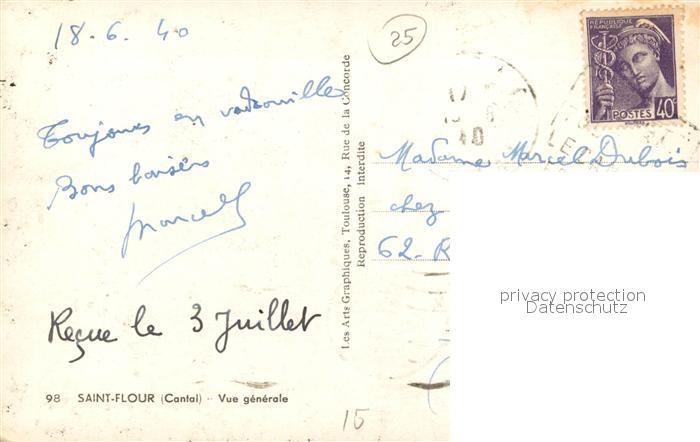 18.6.40
25
RÉPUBLIQUE FRANÇAISE
40c
POSTES
40
Toujours en vadrouille
Bons baisers
Marcel
Reçue le 3 Juillet
98 SAINT-FLOUR (Cantal) - Vue générale
15
Les Arts Graphiques, Toulouse, 14, Rue de la Concorde
Reproduction interdite
Madame Marcel Dubois
chez
62 - R
privacy protection
Datenschutz